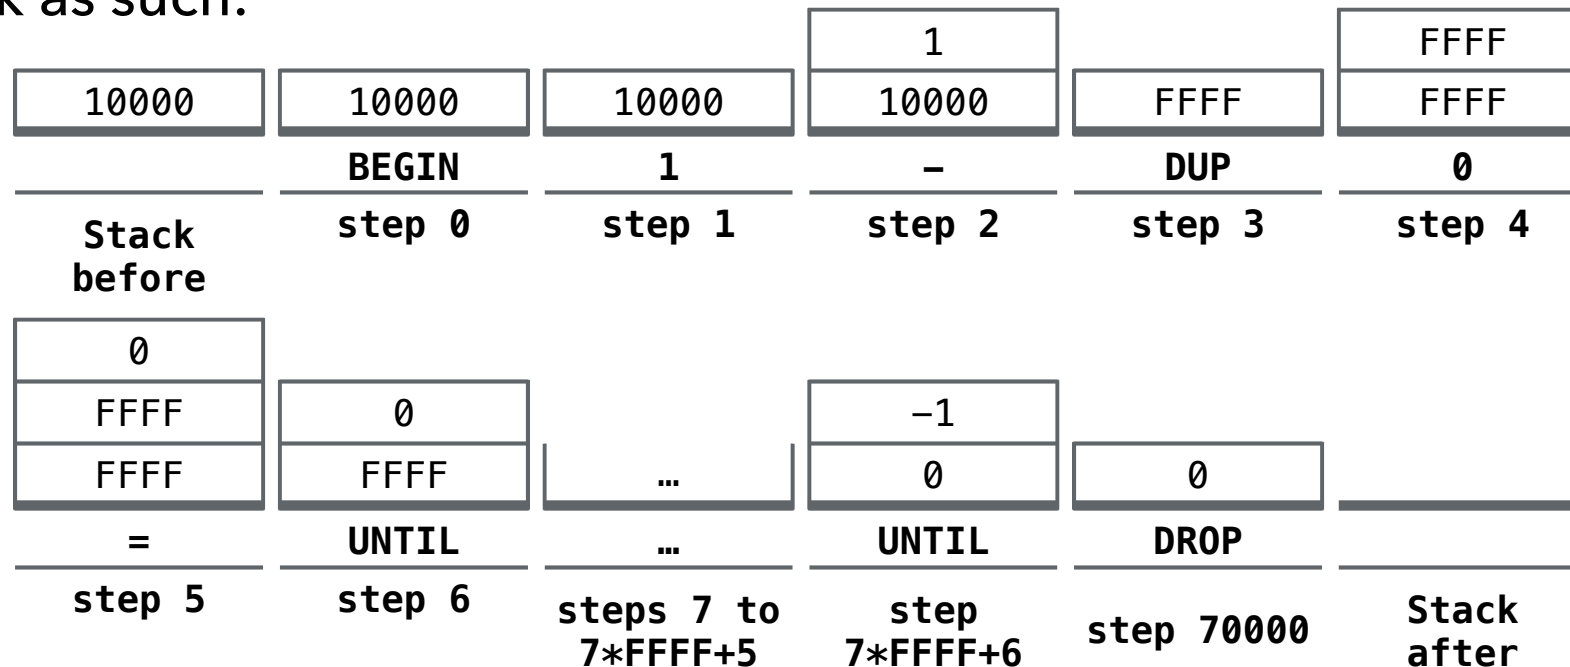 k as such:
1 FFFF
10000 10000 10000 10000 FFFF FFFF
BEGIN 1 – DUP 0
Stack before step 0 step 1 step 2 step 3 step 4
0
FFFF 0 –1
FFFF FFFF … 0 0
= UNTIL … UNTIL DROP
step 5 step 6 steps 7 to 7*FFFF+5 step 7*FFFF+6 step 70000 Stack after